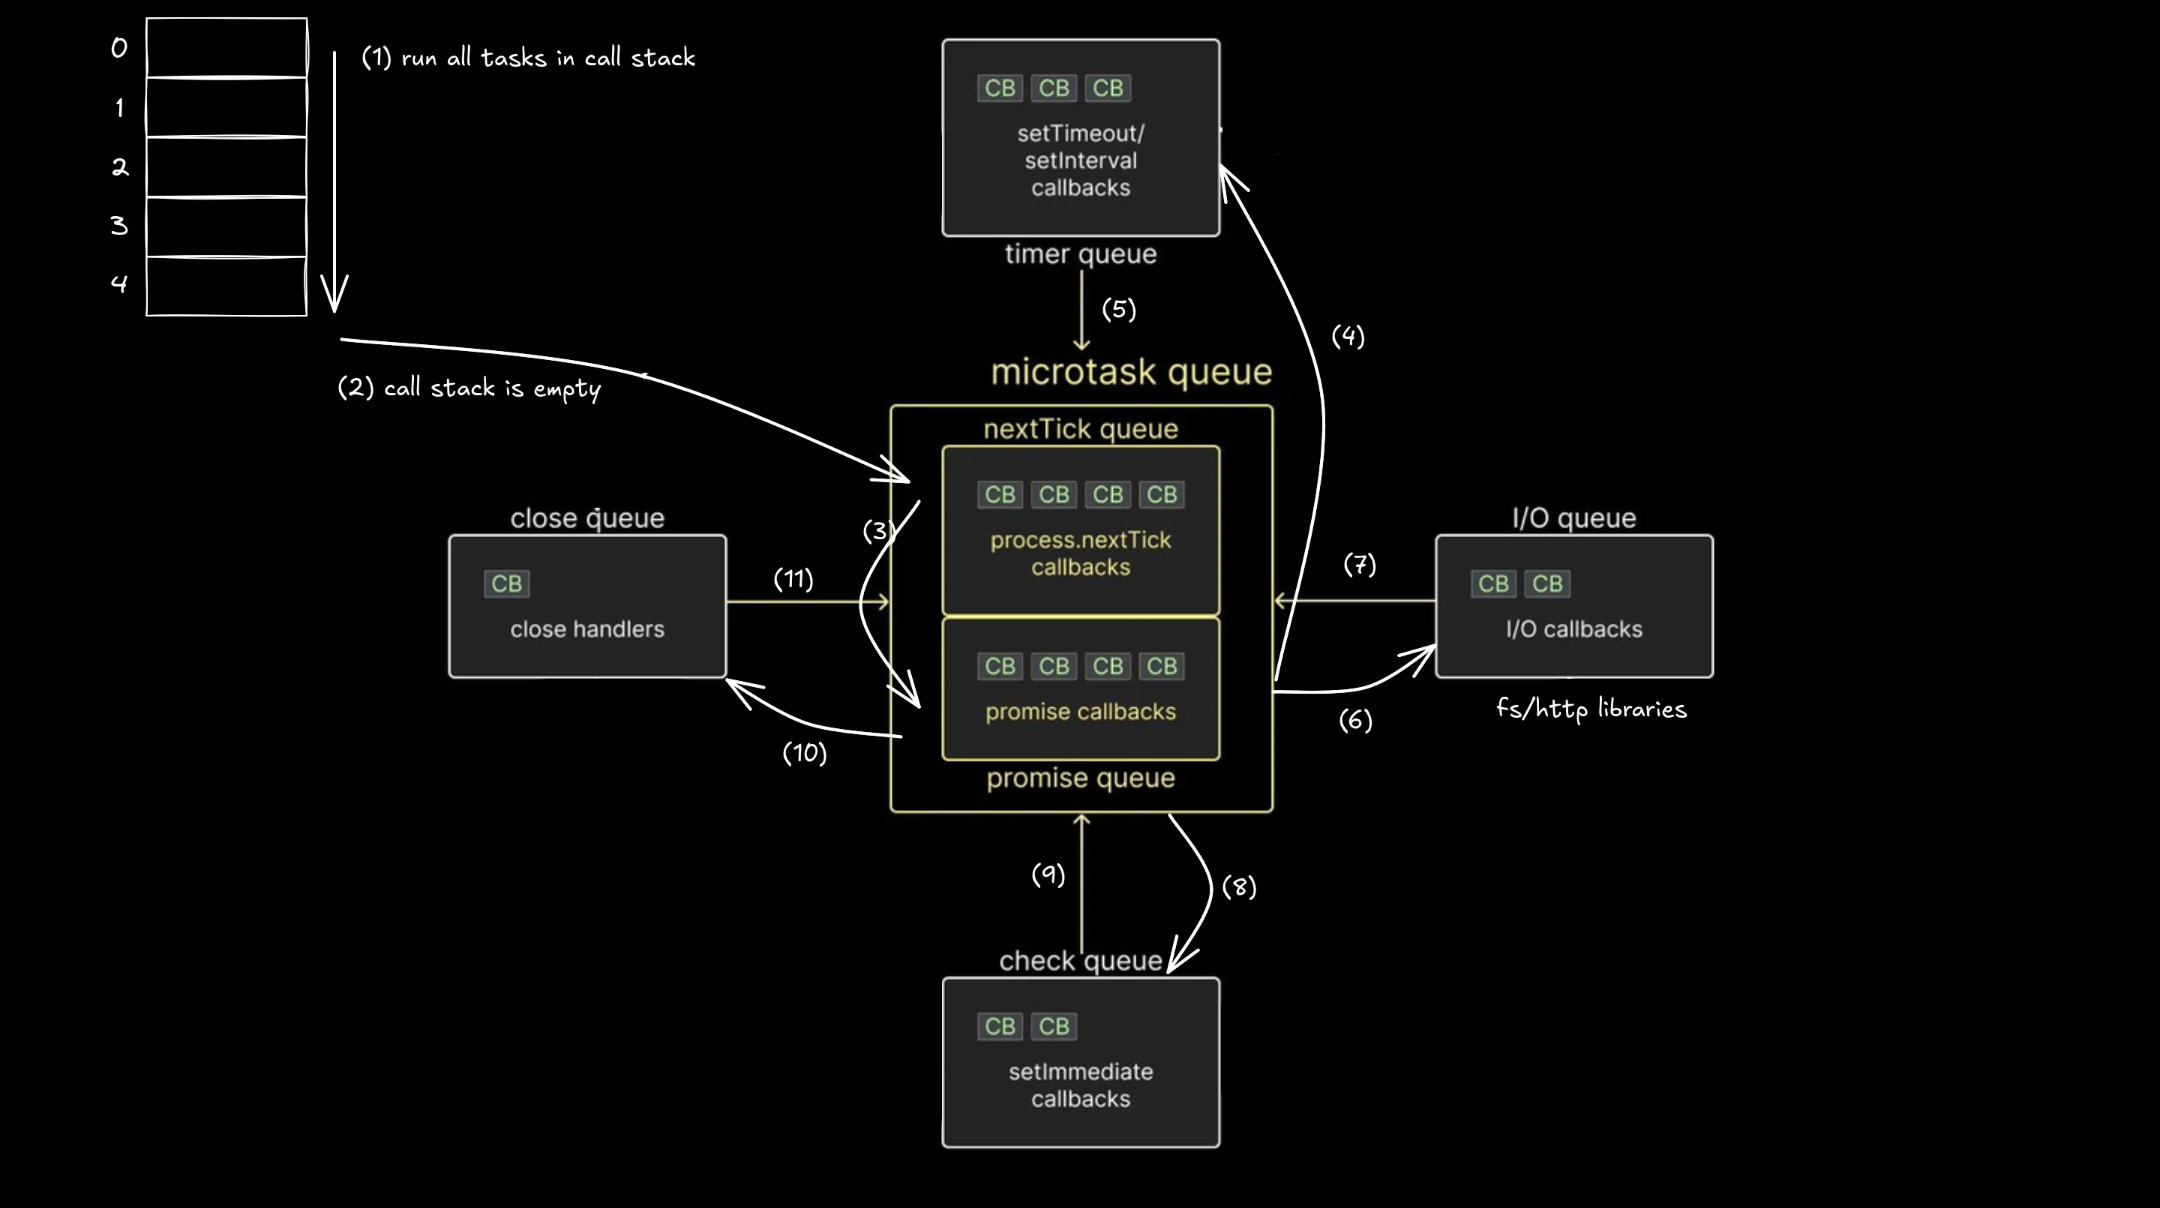 0
1
2
3
4
(1) run all tasks in call stack
(2) call stack is empty
CB CB CB
setTimeout/
setInterval
callbacks
timer queue
(5)
(4)
microtask queue
nextTick queue
CB CB CB CB
process.nextTick
callbacks
(3)
CB CB CB CB
promise callbacks
promise queue
close queue
CB
close handlers
(11)
(10)
I/O queue
CB CB
I/O callbacks
fs/http libraries
(7)
(6)
(9)
(8)
check queue
CB CB
setImmediate
callbacks